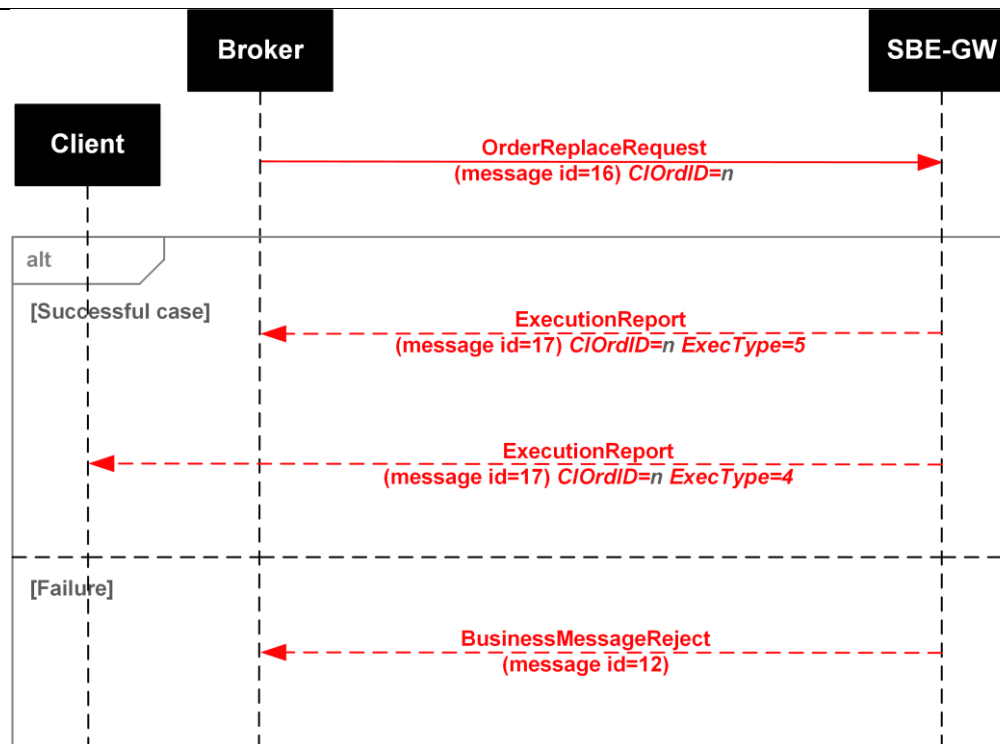 Broker
SBE-GW
Client
OrderReplaceRequest
(message id=16) ClOrdID=n
alt
[Successful case]
ExecutionReport
(message id=17) ClOrdID=n ExecType=5
ExecutionReport
(message id=17) ClOrdID=n ExecType=4
[Failure]
BusinessMessageReject
(message id=12)